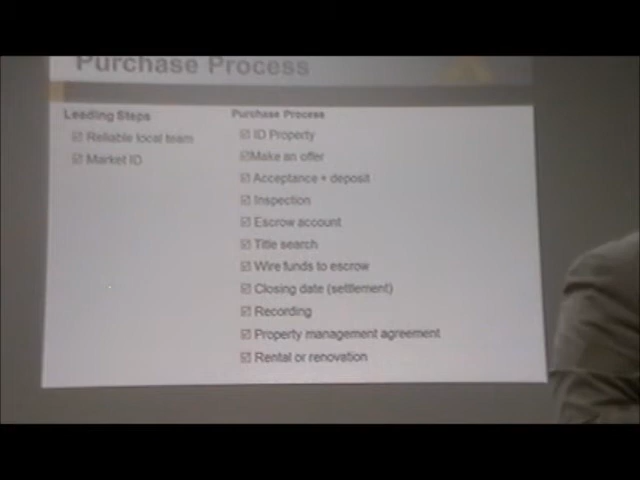 Purchase Process
Leading Steps
☑ Reliable local team
☑ Market ID
Purchase Process
☑ ID Property
☑Make an offer
☑ Acceptance + deposit
☑ Inspection
☑ Escrow account
☑ Title search
☑ Wire funds to escrow
☑ Closing date (settlement)
☑ Recording
☑ Property management agreement
☑ Rental or renovation